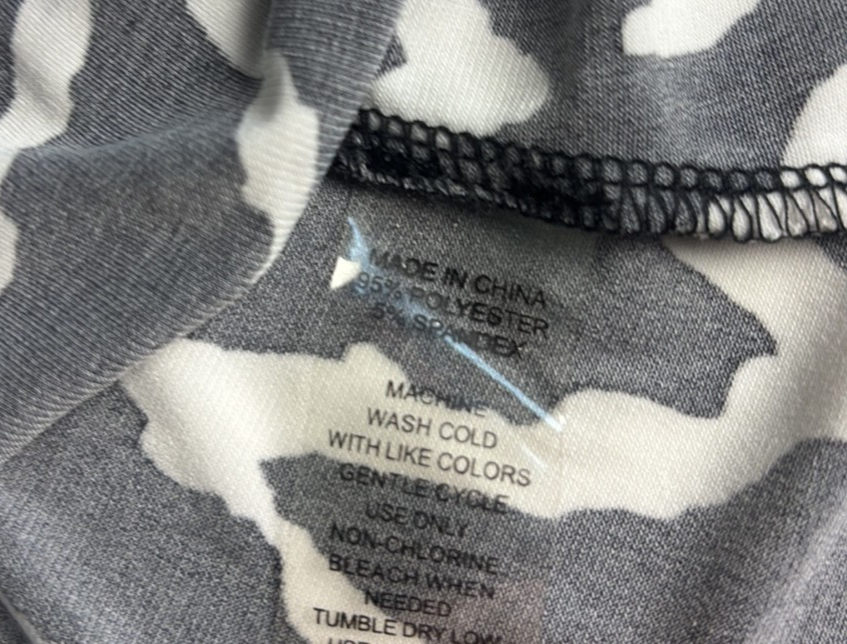 MADE IN CHINA
95% POLYESTER
5% SPANDEX
MACHINE
WASH COLD
WITH LIKE COLORS
GENTLE CYCLE
USE ONLY
NON-CHLORINE
BLEACH WHEN
NEEDED
TUMBLE DRY LOW